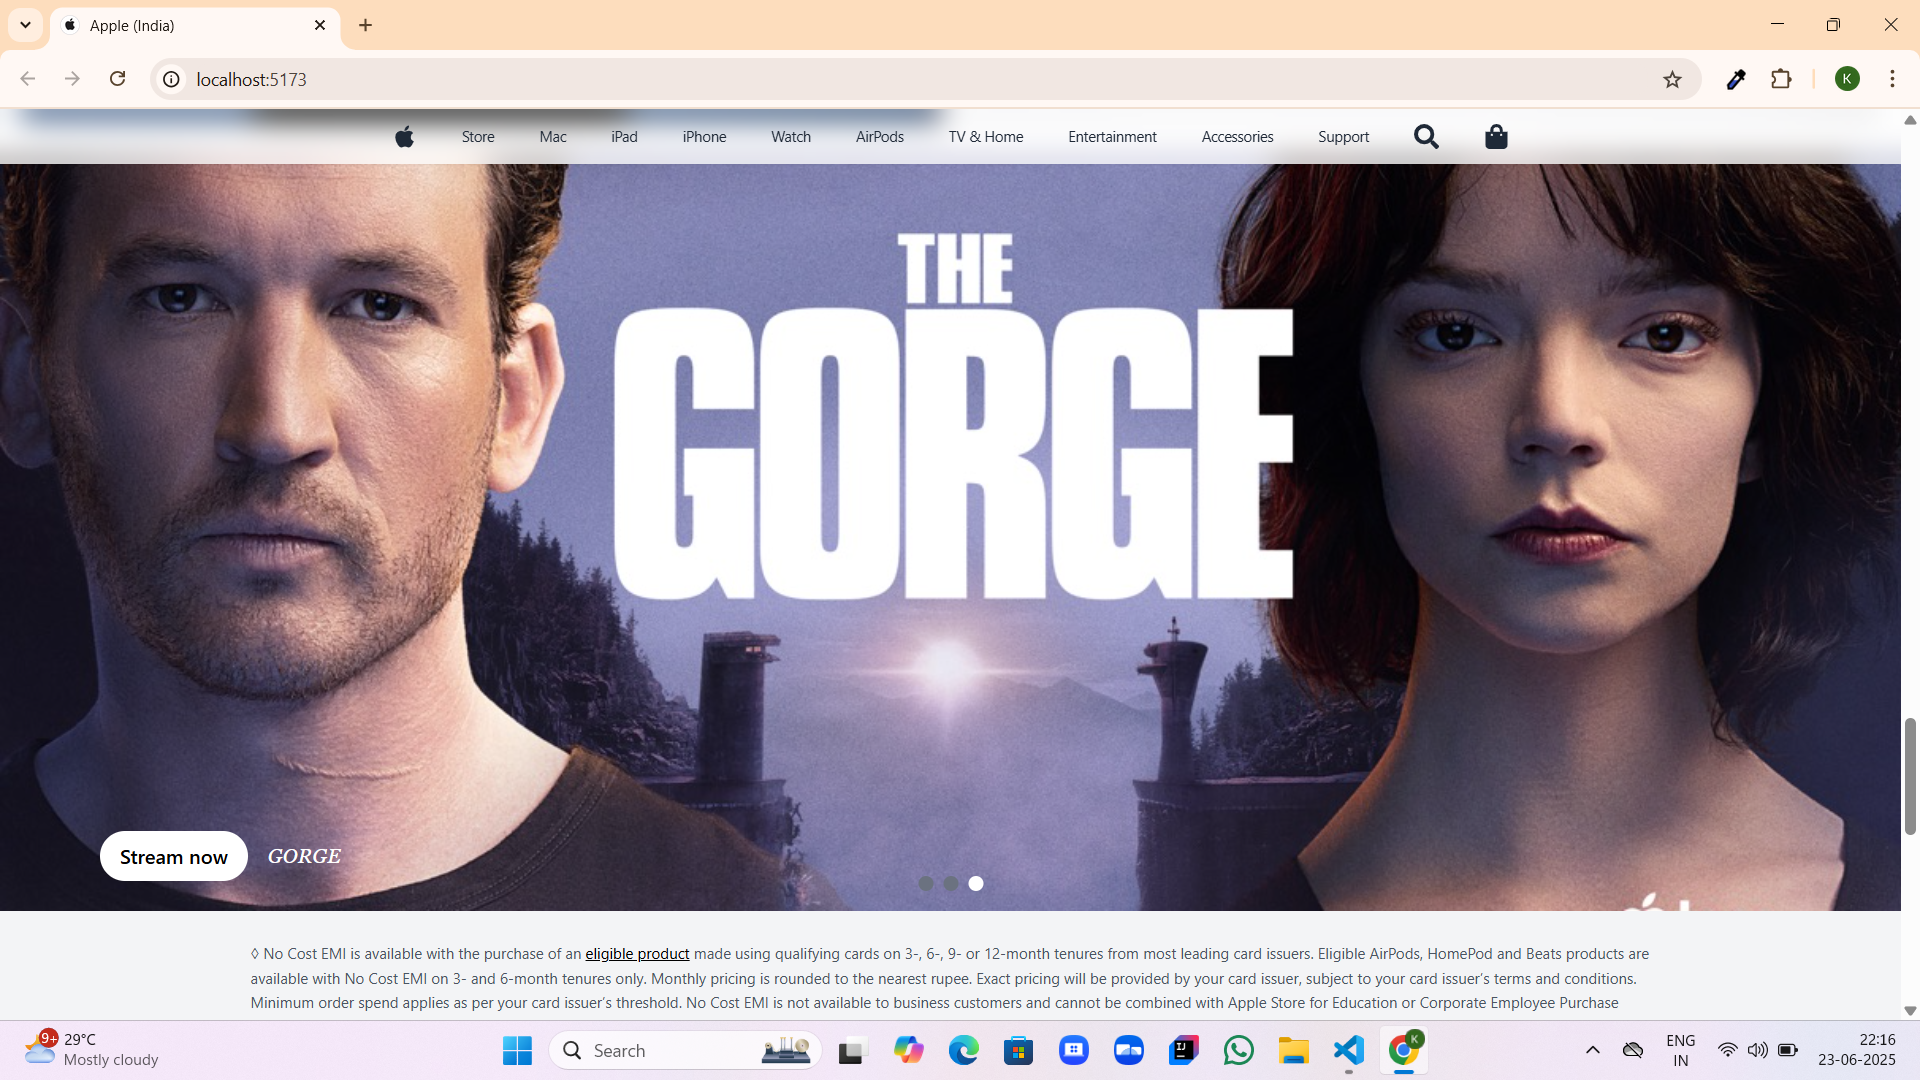 Apple (India)
localhost:5173
K
Store Mac iPad iPhone Watch AirPods TV & Home Entertainment Accessories Support
THE
GORGE
Stream now GORGE
◊ No Cost EMI is available with the purchase of an eligible product made using qualifying cards on 3-, 6-, 9- or 12-month tenures from most leading card issuers. Eligible AirPods, HomePod and Beats products are
available with No Cost EMI on 3- and 6-month tenures only. Monthly pricing is rounded to the nearest rupee. Exact pricing will be provided by your card issuer, subject to your card issuer’s terms and conditions.
Minimum order spend applies as per your card issuer’s threshold. No Cost EMI is not available to business customers and cannot be combined with Apple Store for Education or Corporate Employee Purchase
9+ 29°C
Mostly cloudy
Search
IJ
K
ENG
IN
22:16
23-06-2025